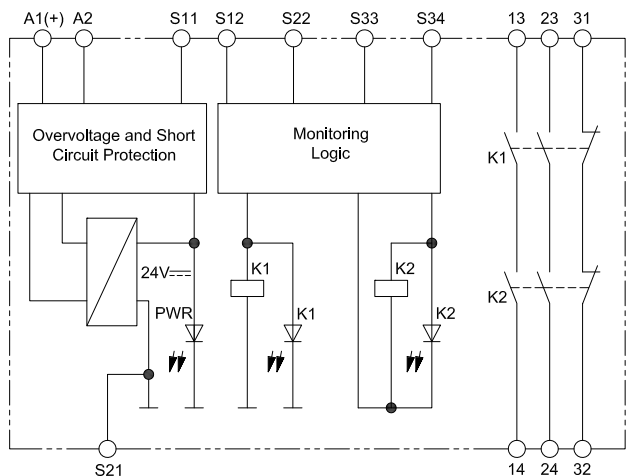 A1(+) A2 S11 S12 S22 S33 S34 13 23 31
Overvoltage and Short
Circuit Protection
Monitoring
Logic
K1
24V
K1
K2
K2
PWR
K1
K2
S21
14 24 32